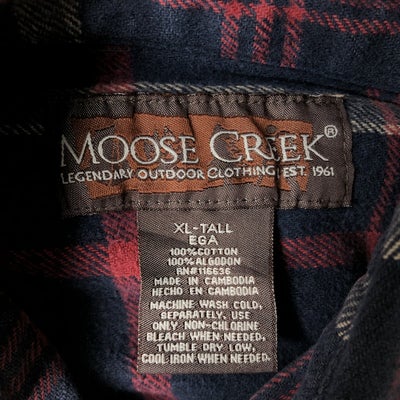 MOOSE CREEK®
LEGENDARY OUTDOOR CLOTHING EST. 1961
XL-TALL
EGA
100%COTTON
100%ALGODON
RN#116636
MADE IN CAMBODIA
HECHO EN CAMBODIA
MACHINE WASH COLD,
SEPARATELY, USE
ONLY NON-CHLORINE
BLEACH WHEN NEEDED,
TUMBLE DRY LOW,
COOL IRON WHEN NEEDED.